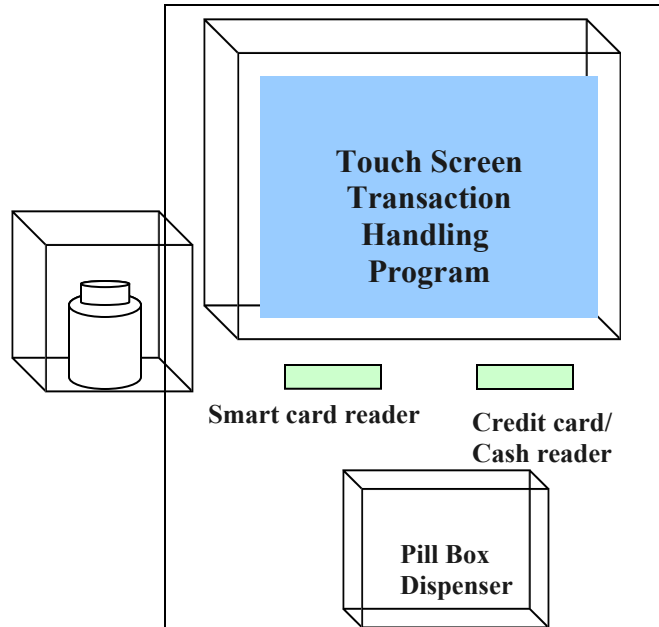 Touch Screen
Transaction
Handling
Program
Smart card reader
Credit card/
Cash reader
Pill Box
Dispenser